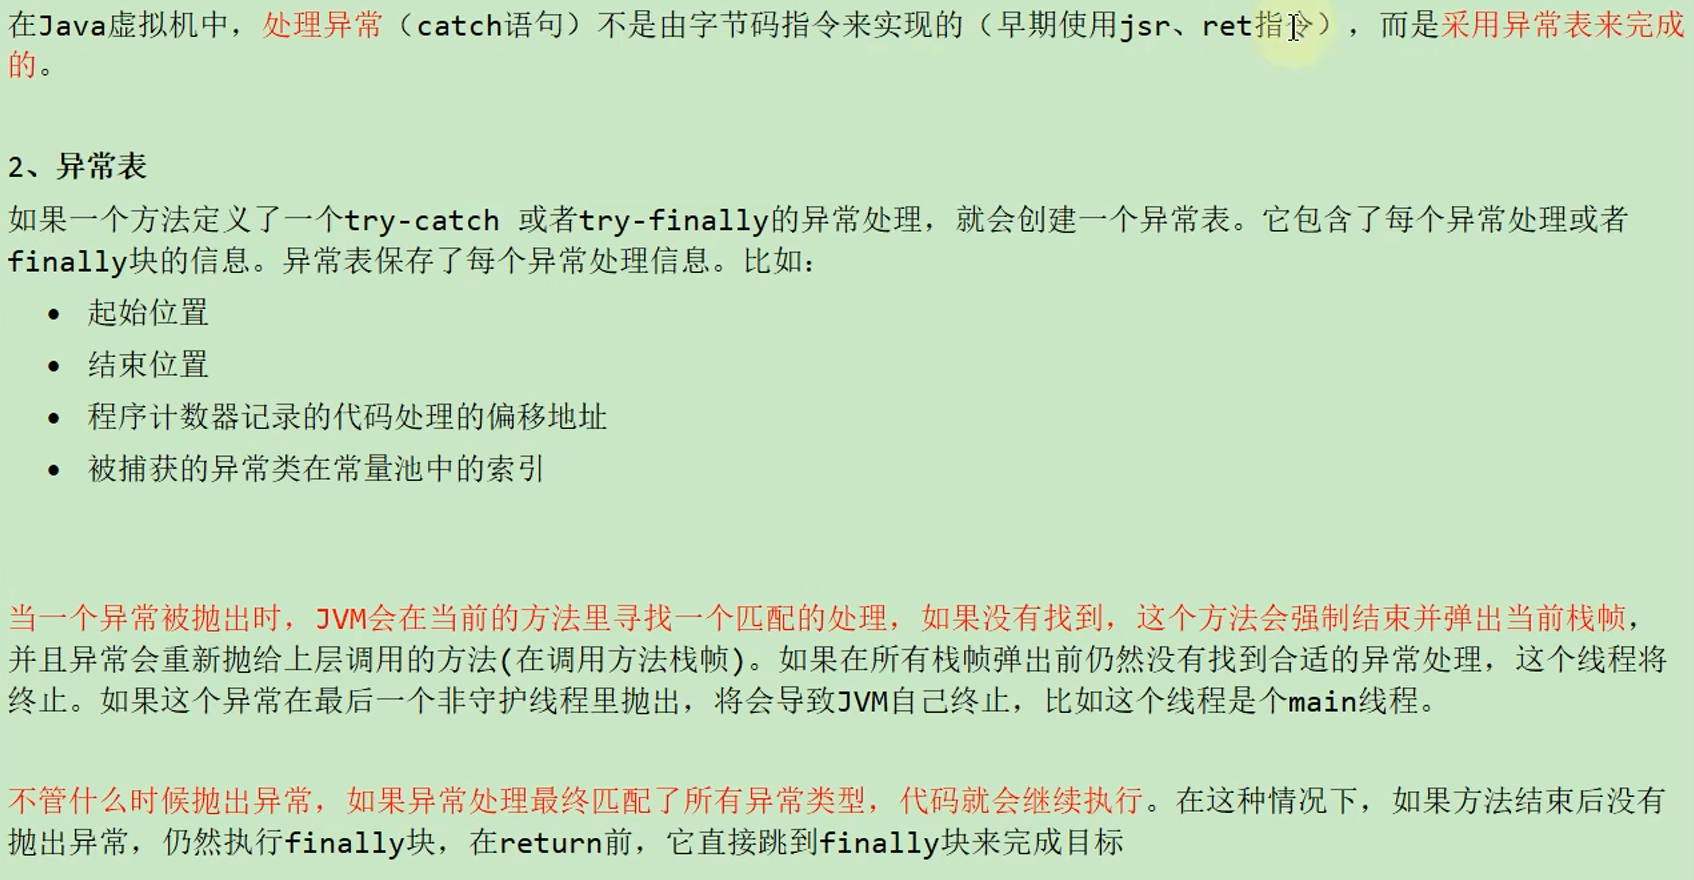 在Java虚拟机中，处理异常（catch语句）不是由字节码指令来实现的（早期使用jsr、ret指令），而是采用异常表来完成
的。
2、异常表
如果一个方法定义了一个try-catch 或者try-finally的异常处理，就会创建一个异常表。它包含了每个异常处理或者
finally块的信息。异常表保存了每个异常处理信息。比如：
• 起始位置
• 结束位置
• 程序计数器记录的代码处理的偏移地址
• 被捕获的异常类在常量池中的索引
当一个异常被抛出时，JVM会在当前的方法里寻找一个匹配的处理，如果没有找到，这个方法会强制结束并弹出当前栈帧，
并且异常会重新抛给上层调用的方法(在调用方法栈帧)。如果在所有栈帧弹出前仍然没有找到合适的异常处理，这个线程将
终止。如果这个异常在最后一个非守护线程里抛出，将会导致JVM自己终止，比如这个线程是个main线程。
不管什么时候抛出异常，如果异常处理最终匹配了所有异常类型，代码就会继续执行。在这种情况下，如果方法结束后没有
抛出异常，仍然执行finally块，在return前，它直接跳到finally块来完成目标